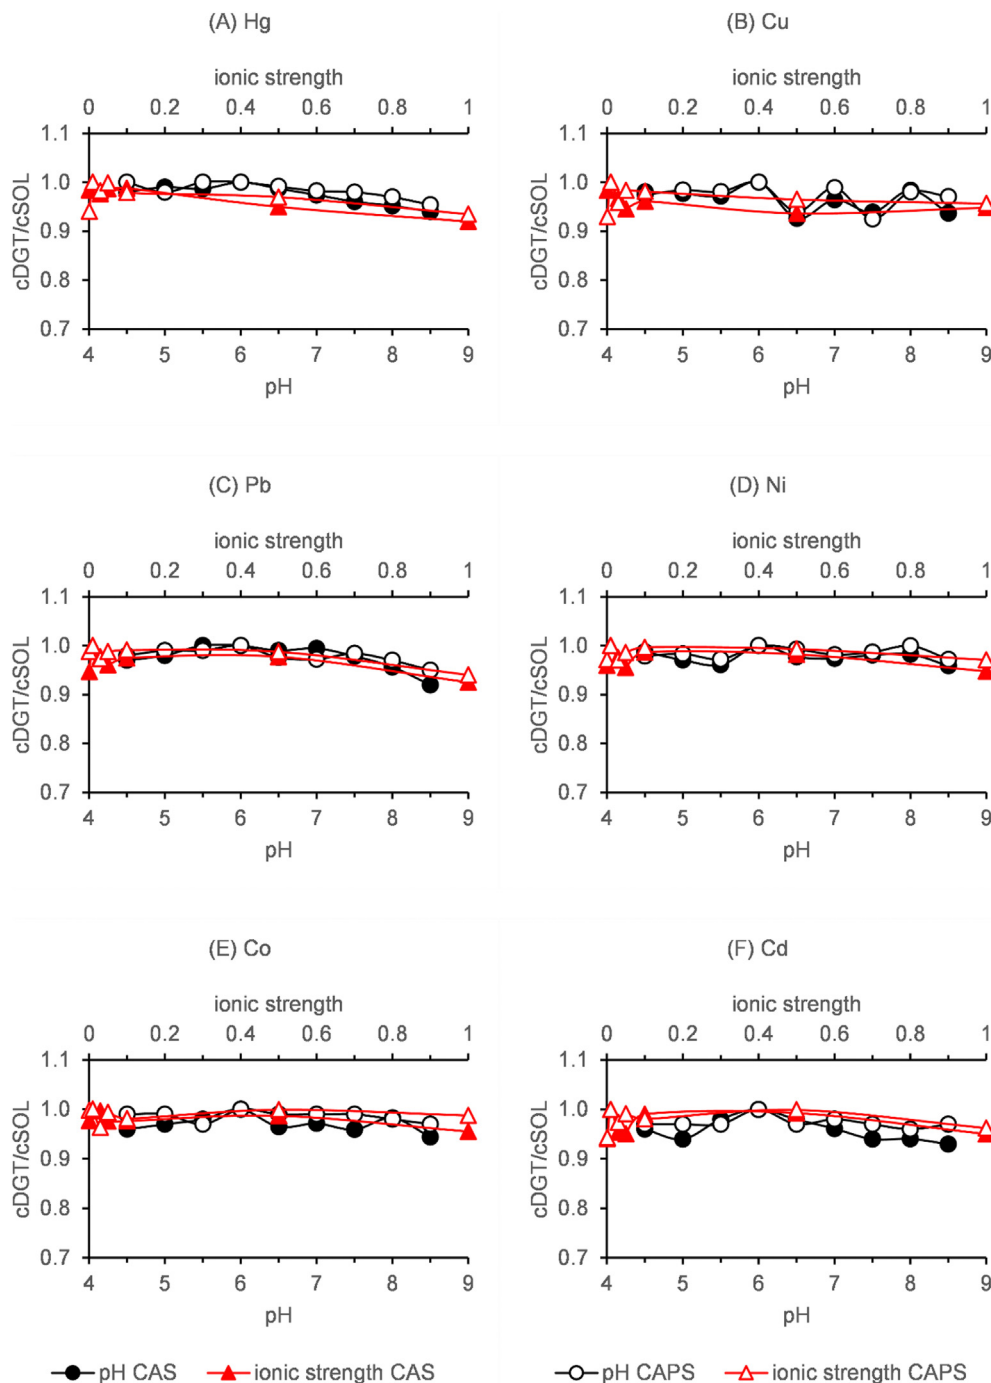 (A) Hg
ionic strength
0 0.2 0.4 0.6 0.8 1
1.1
1.0
0.9
0.8
0.7
cDGT/cSOL
4 5 6 7 8 9
pH
(B) Cu
ionic strength
0 0.2 0.4 0.6 0.8 1
1.1
1.0
0.9
0.8
0.7
cDGT/cSOL
4 5 6 7 8 9
pH
(C) Pb
ionic strength
0 0.2 0.4 0.6 0.8 1
1.1
1.0
0.9
0.8
0.7
cDGT/cSOL
4 5 6 7 8 9
pH
(D) Ni
ionic strength
0 0.2 0.4 0.6 0.8 1
1.1
1.0
0.9
0.8
0.7
cDGT/cSOL
4 5 6 7 8 9
pH
(E) Co
ionic strength
0 0.2 0.4 0.6 0.8 1
1.1
1.0
0.9
0.8
0.7
cDGT/cSOL
4 5 6 7 8 9
pH
(F) Cd
ionic strength
0 0.2 0.4 0.6 0.8 1
1.1
1.0
0.9
0.8
0.7
cDGT/cSOL
4 5 6 7 8 9
pH
pH CAS ionic strength CAS pH CAPS ionic strength CAPS